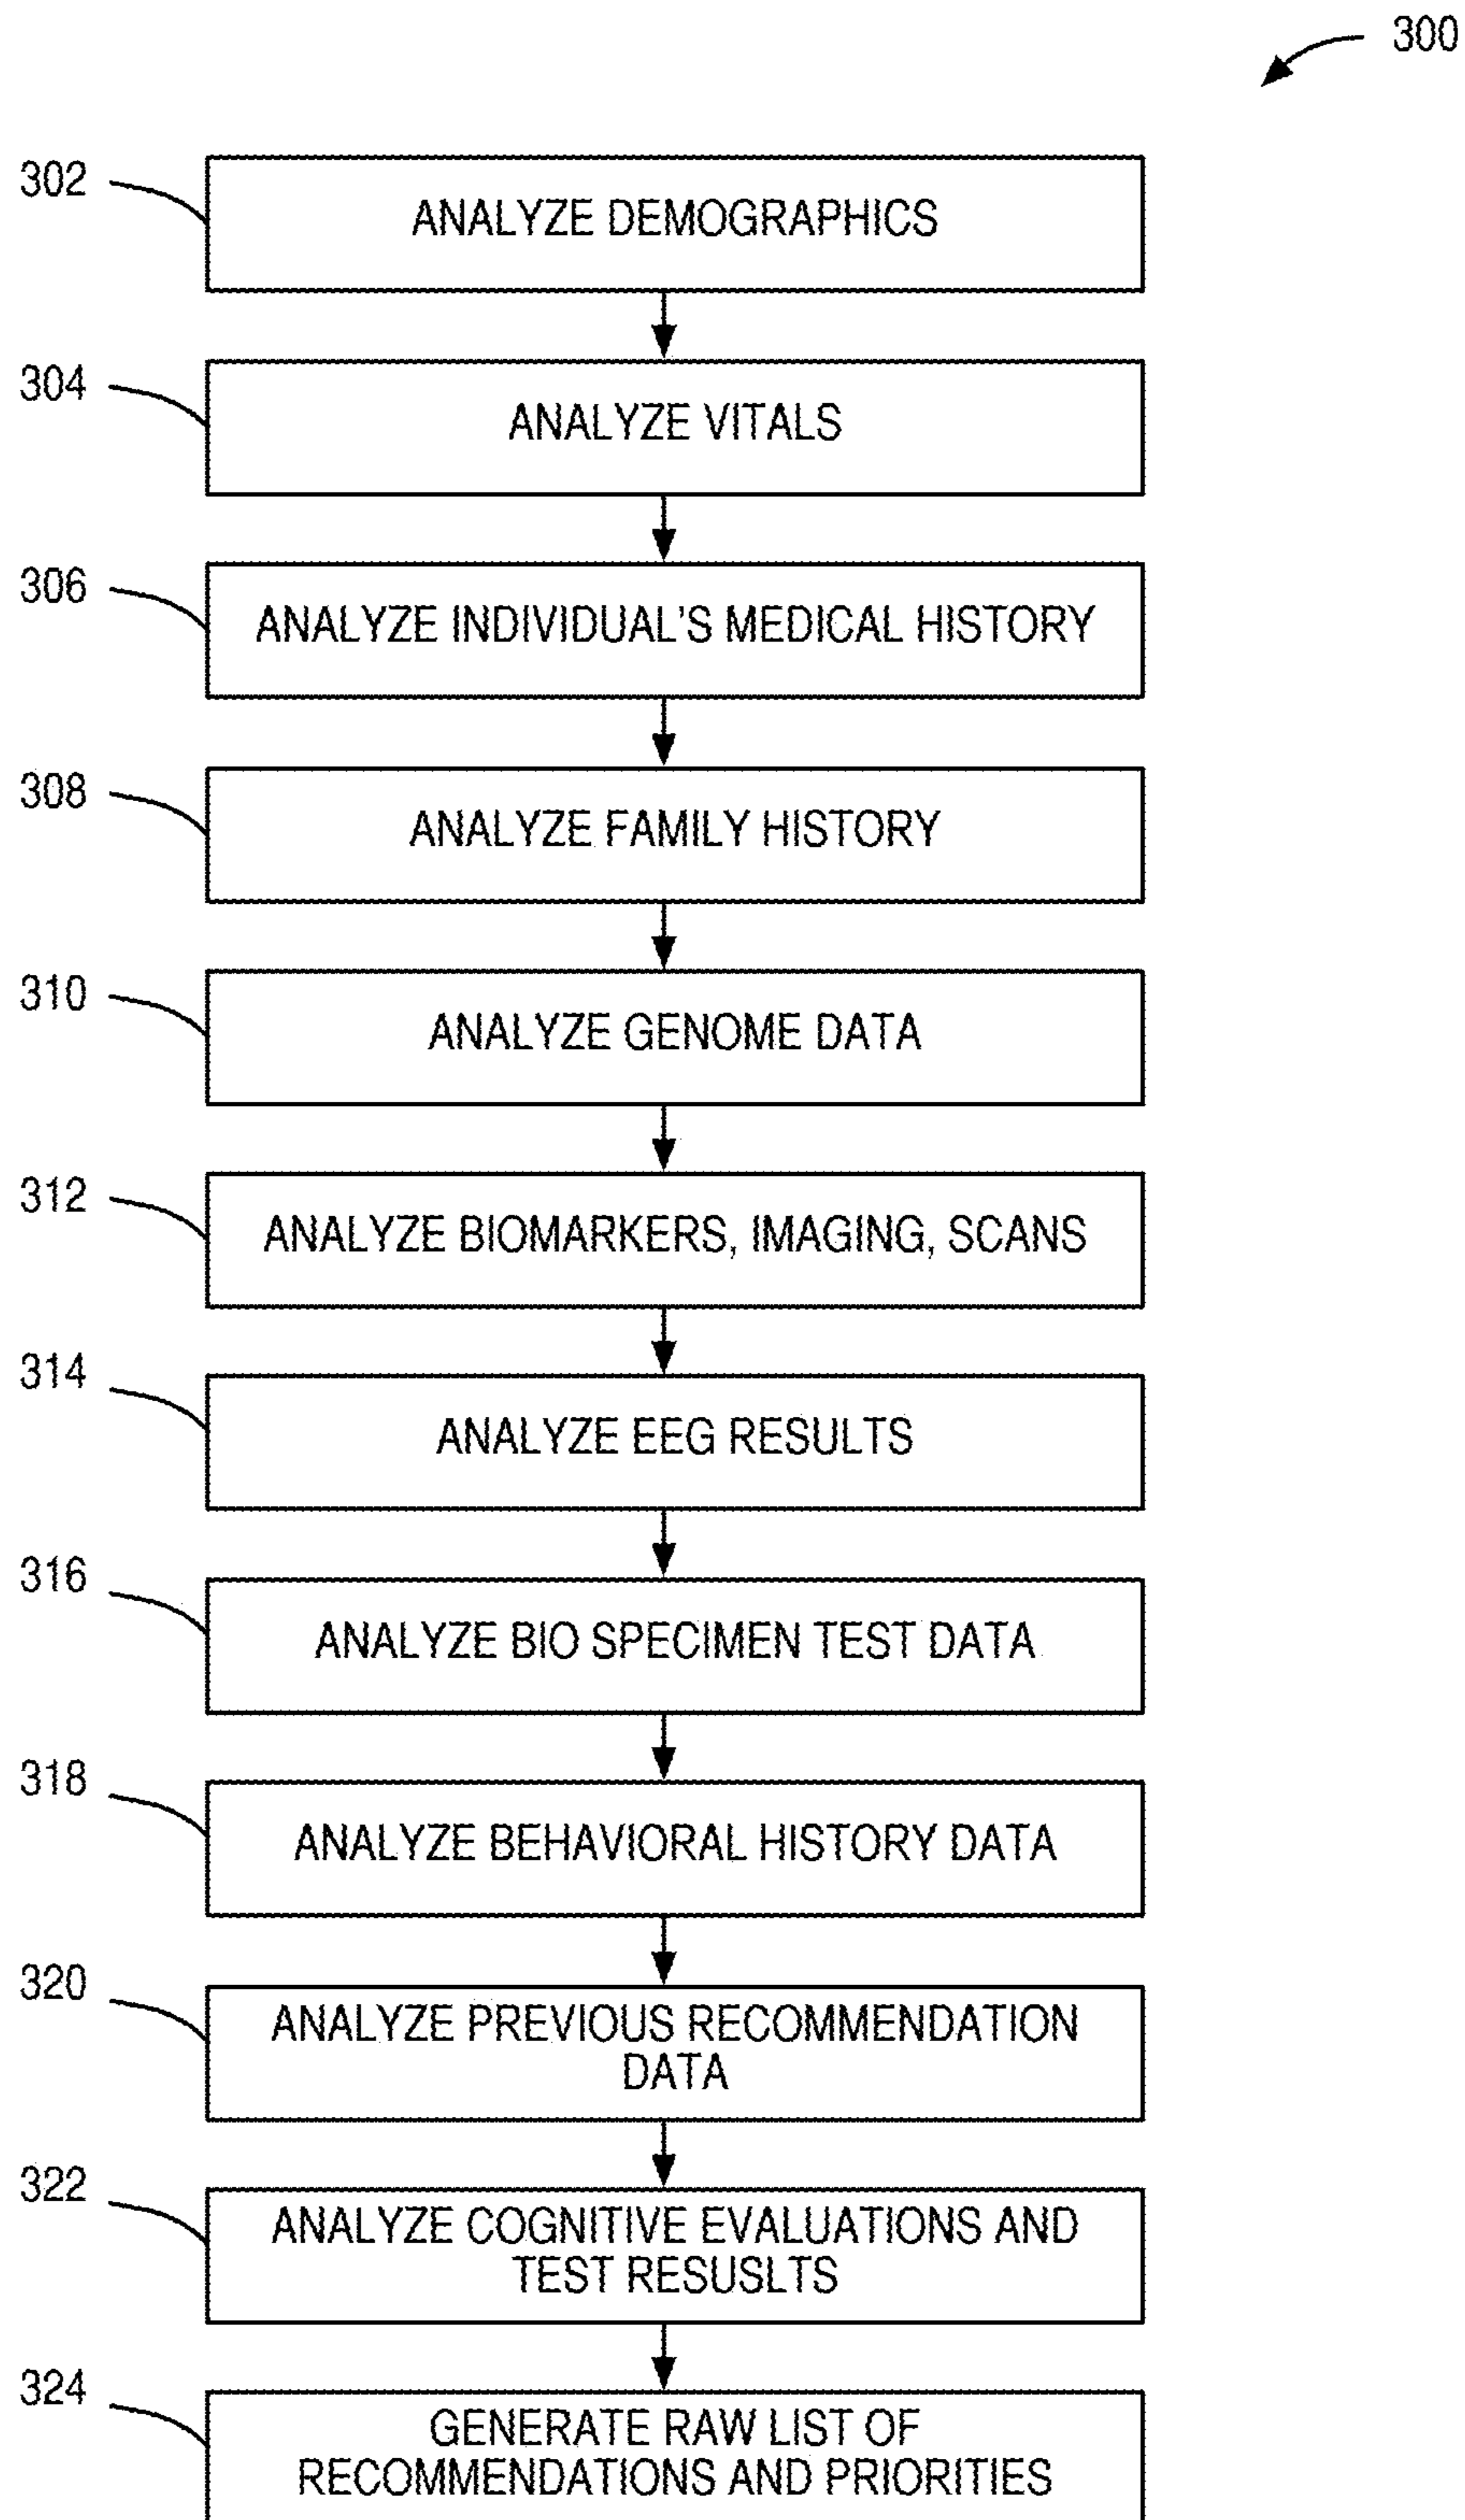 300
302
ANALYZE DEMOGRAPHICS
304
ANALYZE VITALS
306
ANALYZE INDIVIDUAL'S MEDICAL HISTORY
308
ANALYZE FAMILY HISTORY
310
ANALYZE GENOME DATA
312
ANALYZE BIOMARKERS, IMAGING, SCANS
314
ANALYZE EEG RESULTS
316
ANALYZE BIO SPECIMEN TEST DATA
318
ANALYZE BEHAVIORAL HISTORY DATA
320
ANALYZE PREVIOUS RECOMMENDATION
DATA
322
ANALYZE COGNITIVE EVALUATIONS AND
TEST RESUSLTS
324
GENERATE RAW LIST OF
RECOMMENDATIONS AND PRIORITIES